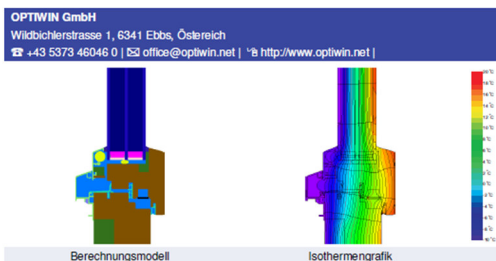 OPTIWIN GmbH
Wildbichlerstrasse 1, 6341 Ebbs, Österreich
☎ +43 5373 46046 0 | ✉ office@optiwin.net | 🖰 http://www.optiwin.net |
Berechnungsmodell
Isothermengrafik